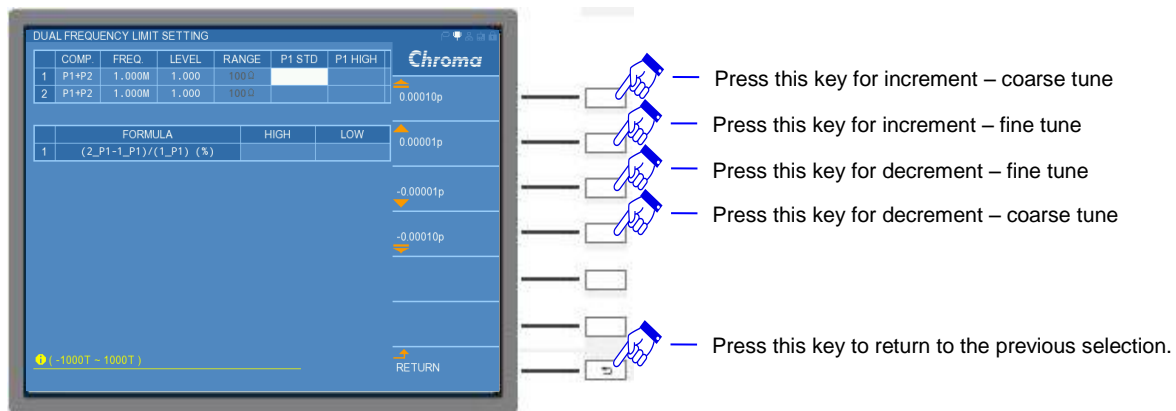 DUAL FREQUENCY LIMIT SETTING
Chroma
COMP. FREQ. LEVEL RANGE P1 STD P1 HIGH
1 P1+P2 1.000M 1.000 100Ω
2 P1+P2 1.000M 1.000 100Ω
FORMULA HIGH LOW
1 (2_P1-1_P1)/(1_P1) (%)
0.00010p
0.00001p
-0.00001p
-0.00010p
RETURN
( -1000T ~ 1000T )
Press this key for increment – coarse tune
Press this key for increment – fine tune
Press this key for decrement – fine tune
Press this key for decrement – coarse tune
Press this key to return to the previous selection.